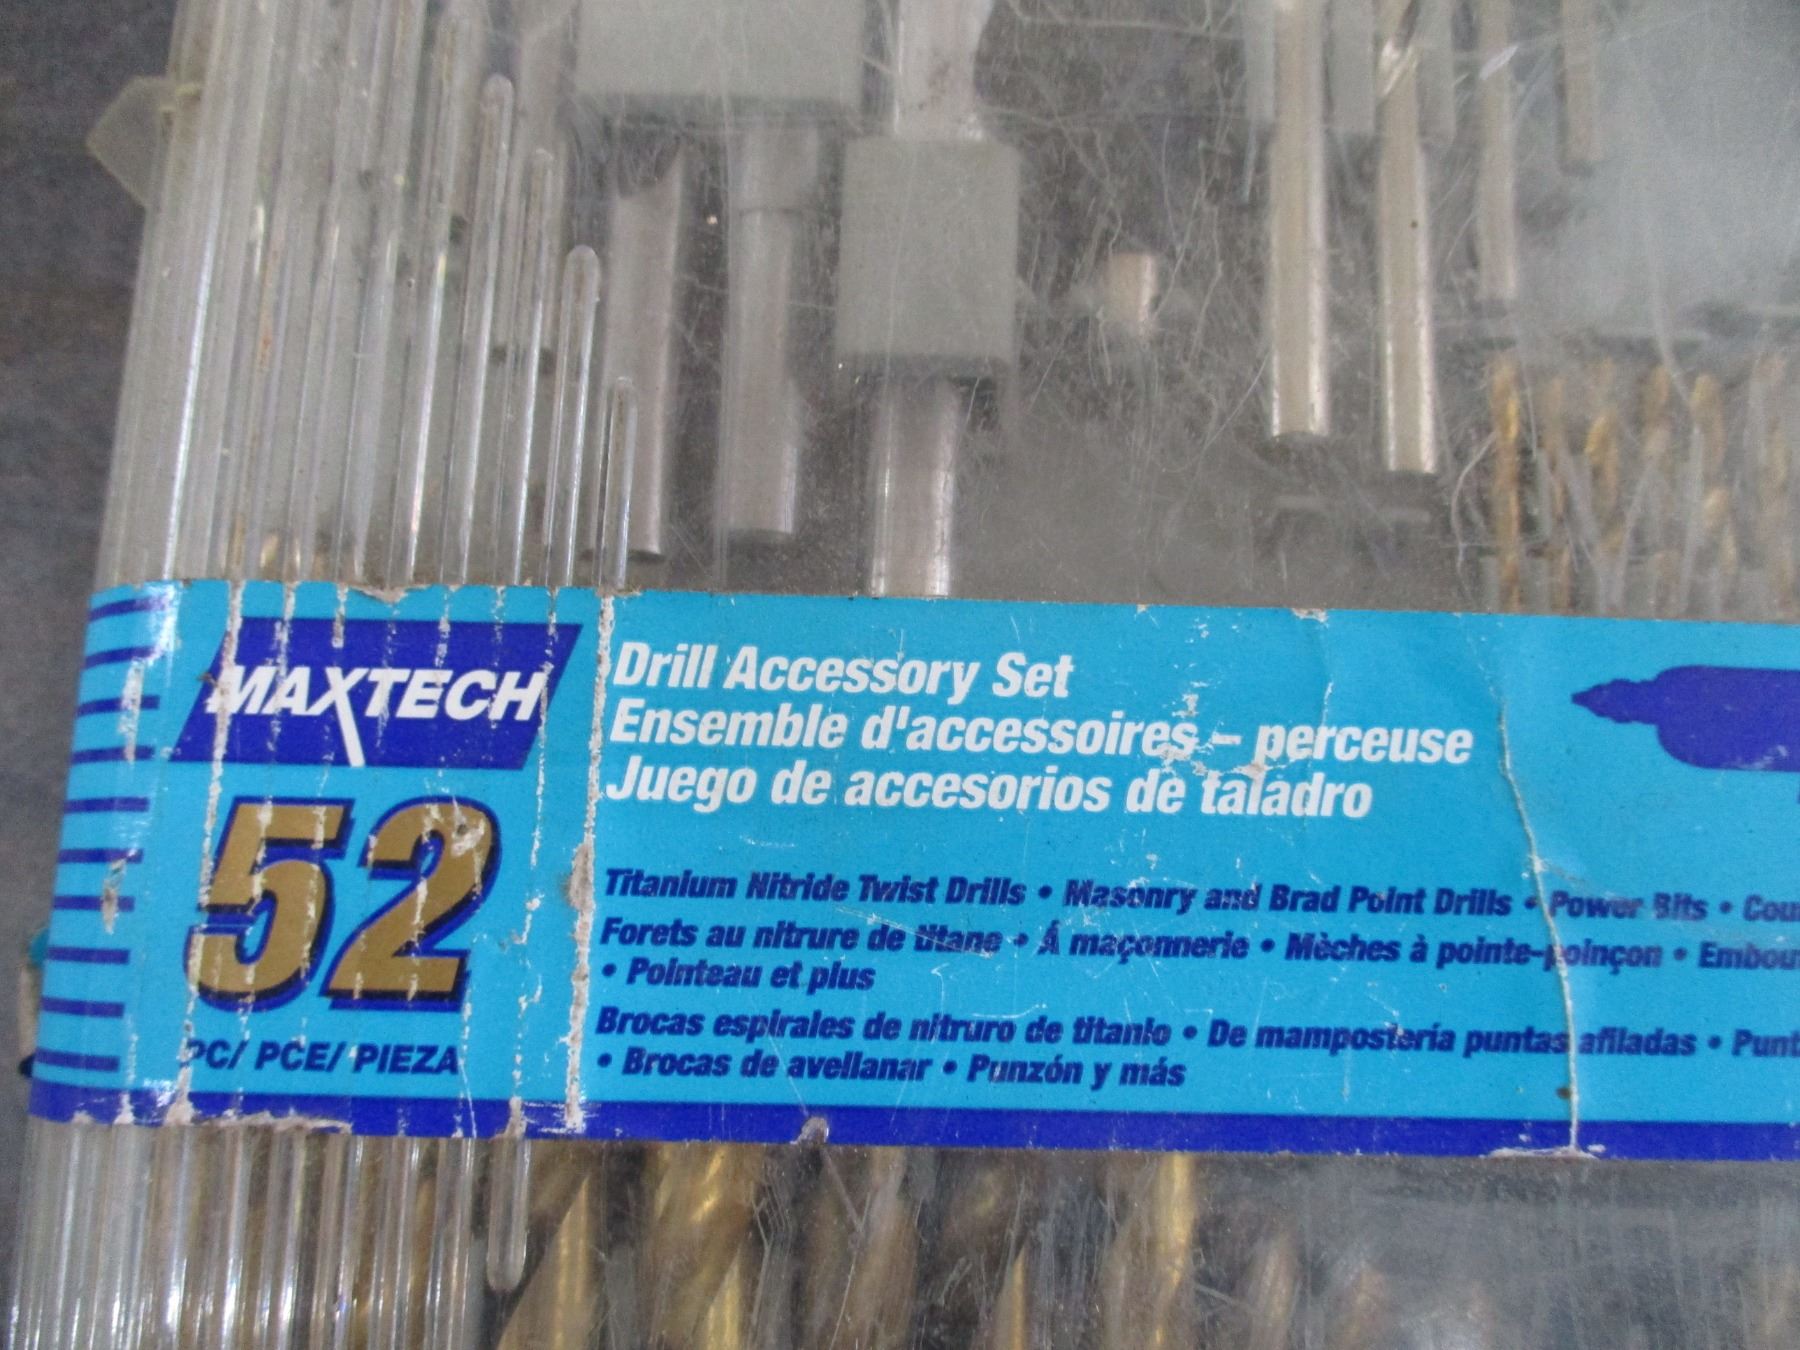 MAXTECH
52
PC/ PCE/ PIEZA
Drill Accessory Set
Ensemble d'accessoires – perceuse
Juego de accesorios de taladro
Titanium Nitride Twist Drills • Masonry and Brad Point Drills • Power Bits •
Forets au nitrure de titane • Á maçonnerie • Mèches à pointe-poinçon •
• Pointeau et plus
Brocas espirales de nitruro de titanio • De mampostería puntas afiladas •
• Brocas de avellanar • Punzón y más